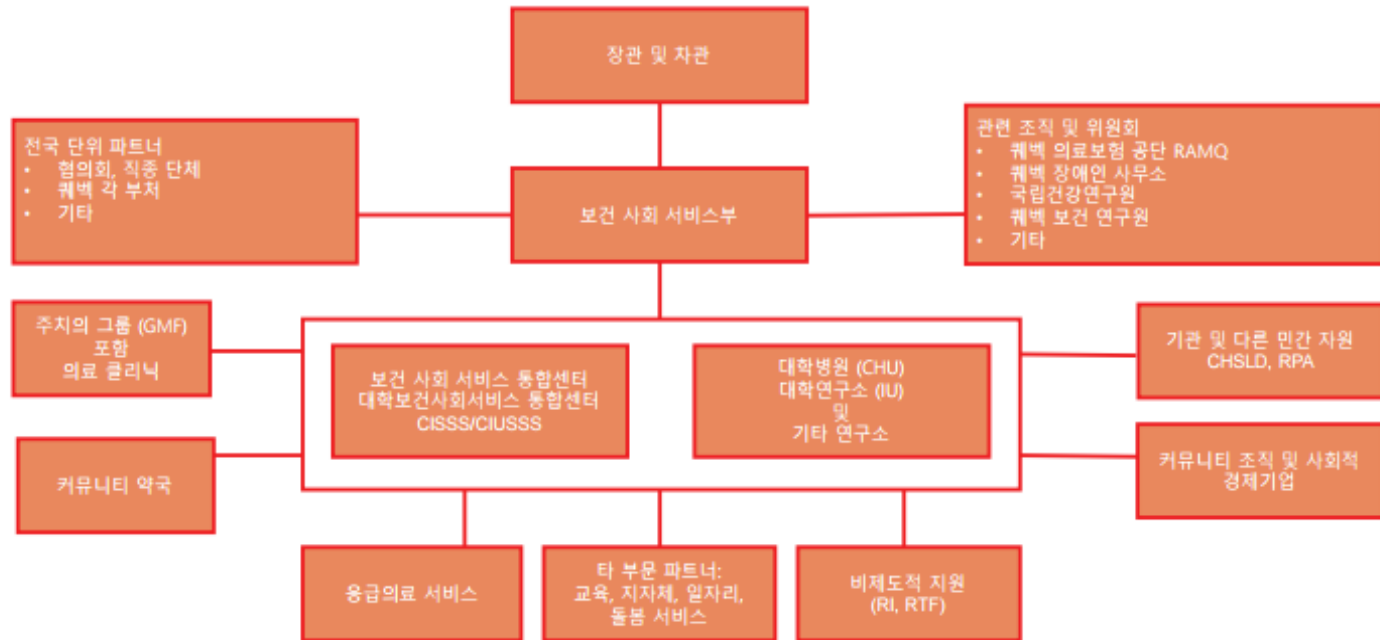 장관 및 차관
전국 단위 파트너
• 협의회, 직종 단체
• 퀘벡 각 부처
• 기타
보건 사회 서비스부
관련 조직 및 위원회
• 퀘벡 의료보험 공단 RAMQ
• 퀘벡 장애인 사무소
• 국립건강연구원
• 퀘벡 보건 연구원
• 기타
주치의 그룹 (GMF)
포함
의료 클리닉
보건 사회 서비스 통합센터
대학보건사회서비스 통합센터
CISSS/CIUSSS
대학병원 (CHU)
대학연구소 (IU)
및
기타 연구소
기관 및 다른 민간 자원
CHSLD, RPA
커뮤니티 약국
커뮤니티 조직 및 사회적
경제기업
응급의료 서비스
타 부문 파트너:
교육, 지자체, 일자리,
돌봄 서비스
비제도적 지원
(RI, RTF)